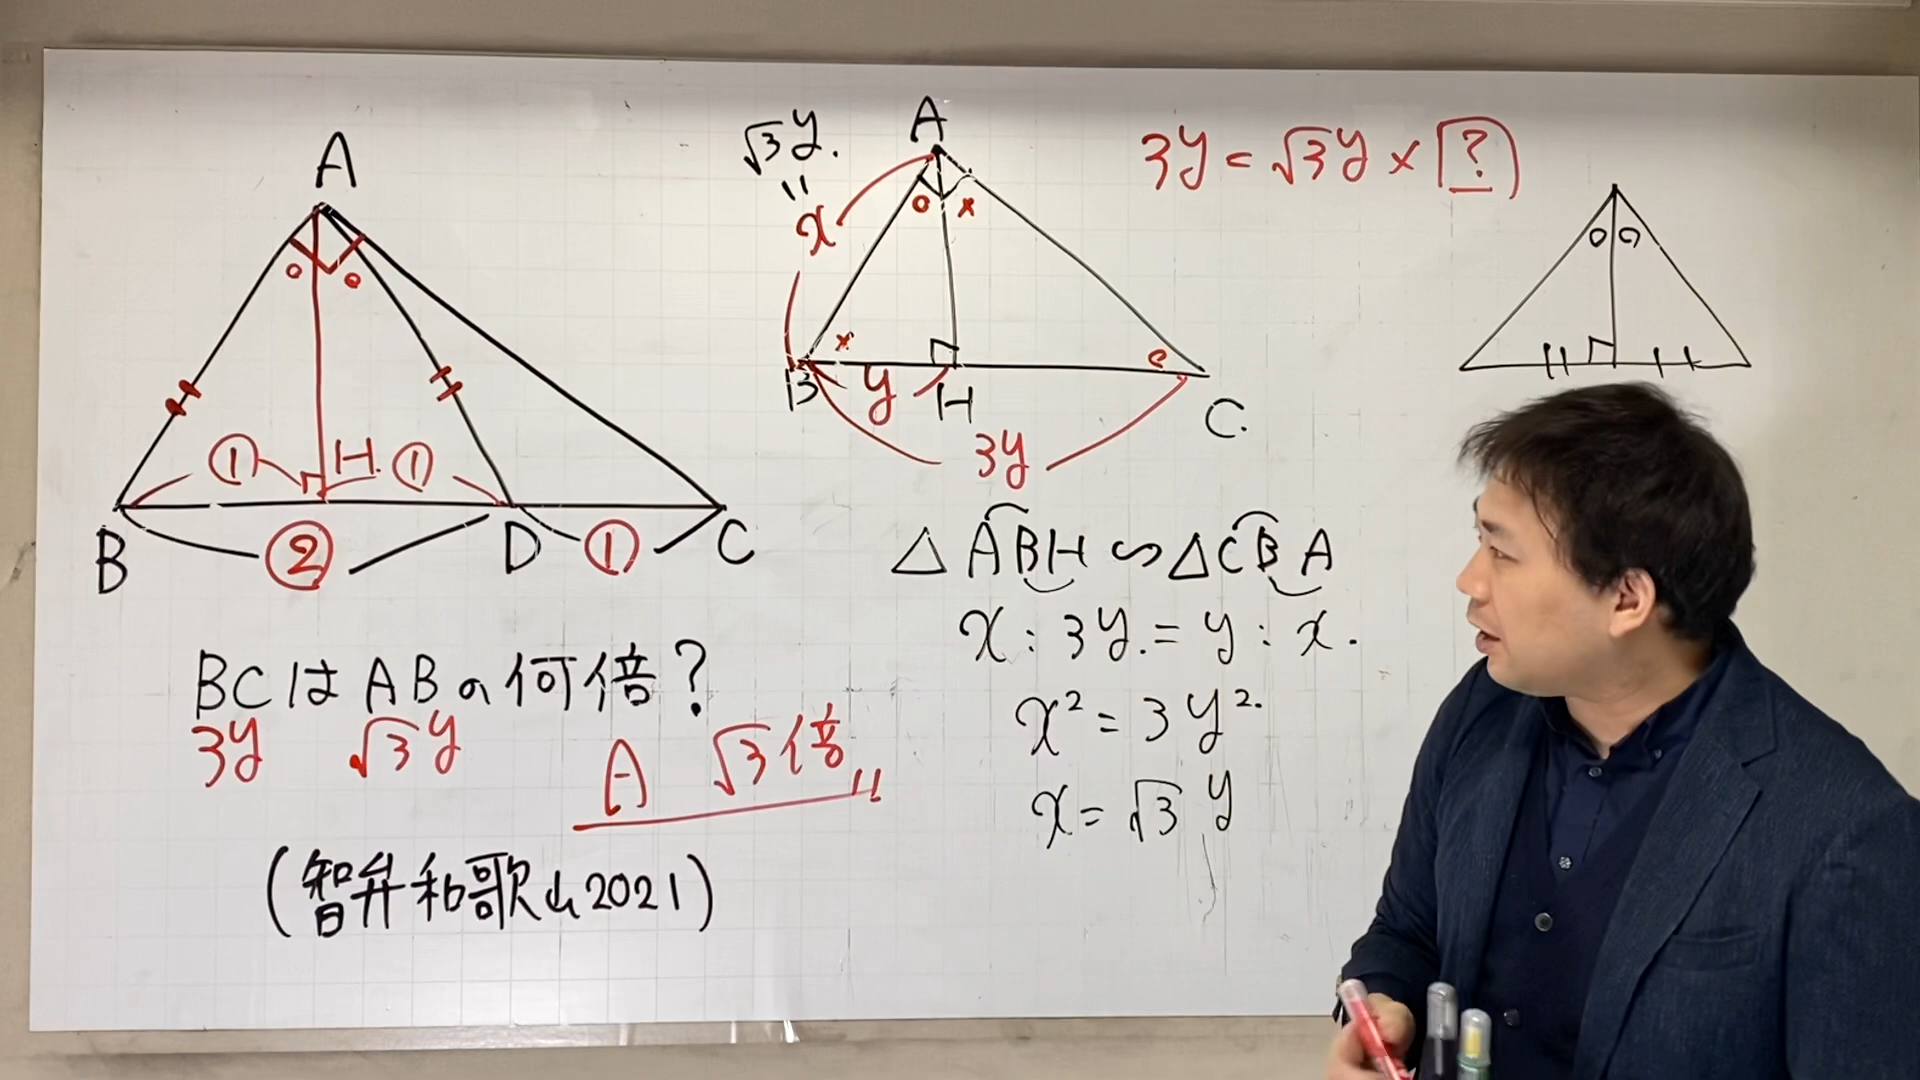 A
B
D
C
H
①
①
②
①
BCはABの何倍?
3y
√3y
A √3倍
(智弁和歌山2021)
√3y.
=
x
A
o
x
x
B
y
H
C.
3y
3y=√3y×?
o o
△ABH∽△CBA
x:3y.=y:x.
x²=3y².
x=√3y